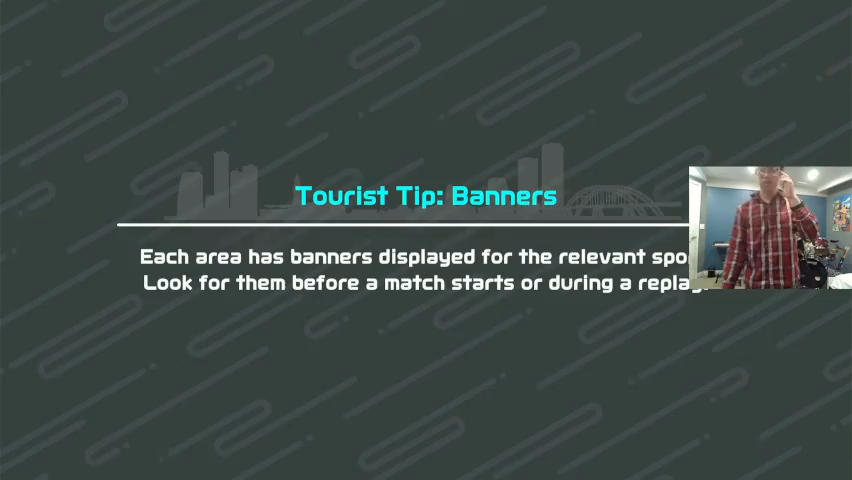 Tourist Tip: Banners
Each area has banners displayed for the relevant
Look for them before a match starts or during a replay.